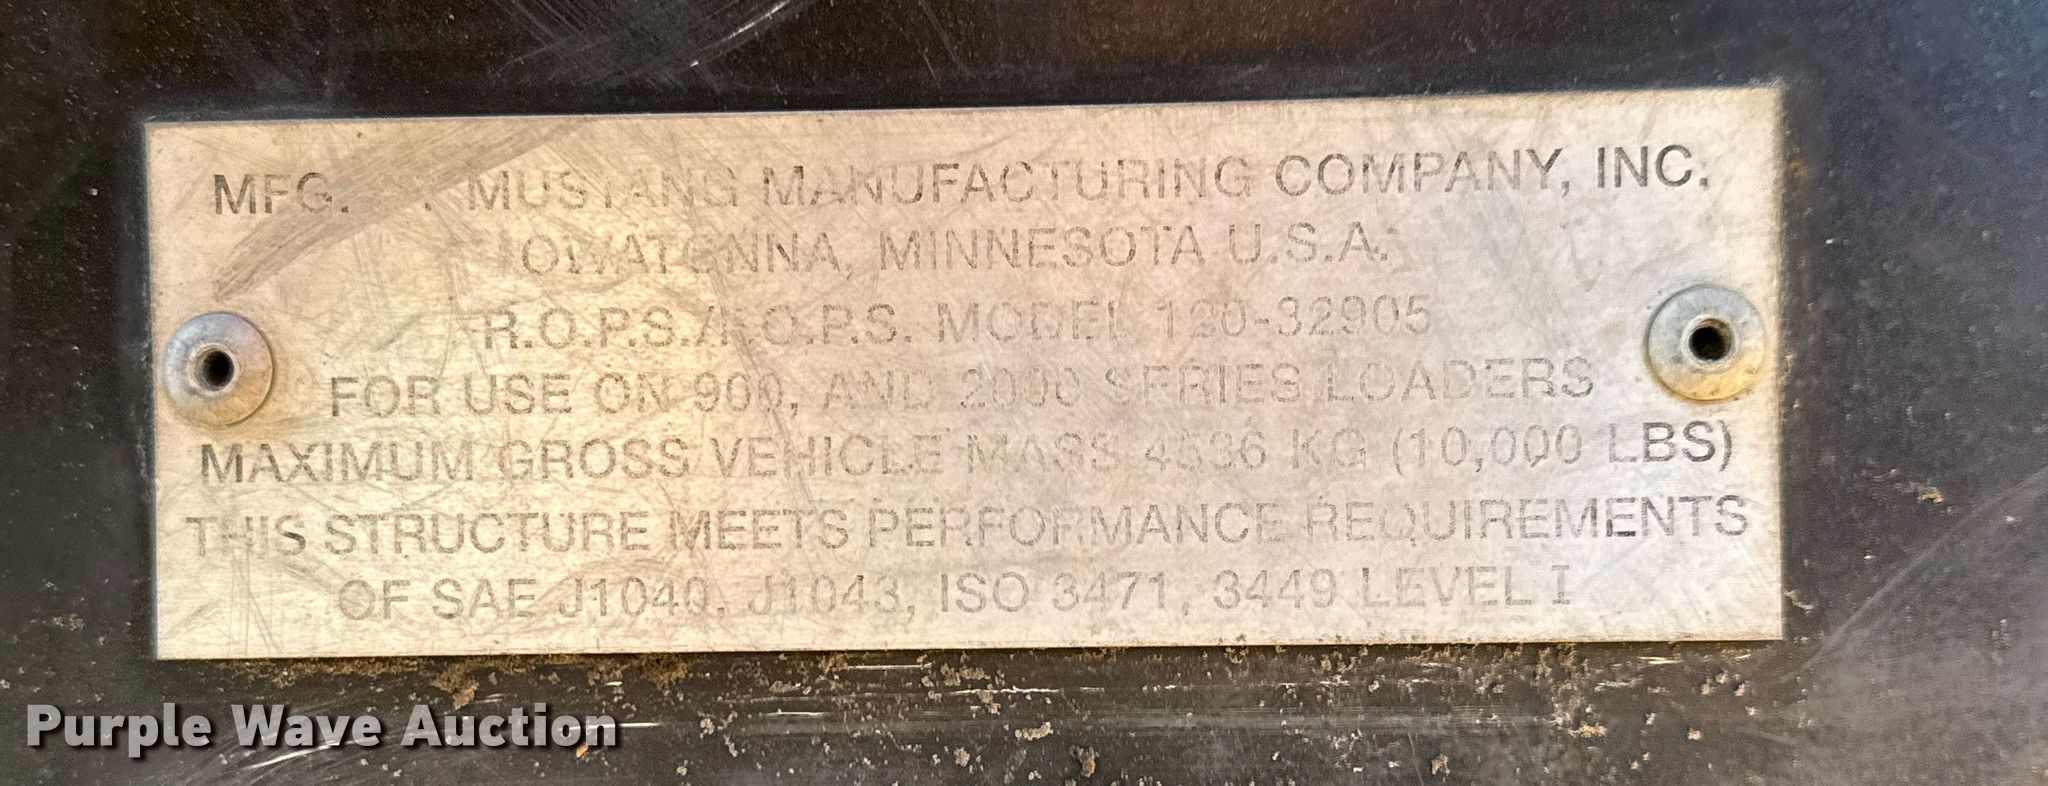 MFG. MUSTANG MANUFACTURING COMPANY, INC.
OWATONNA, MINNESOTA U.S.A.
R.O.P.S./F.O.P.S. MODEL 120-32905
FOR USE ON 900, AND 2000 SERIES LOADERS
MAXIMUM GROSS VEHICLE MASS 4536 KG (10,000 LBS)
THIS STRUCTURE MEETS PERFORMANCE REQUIREMENTS
OF SAE J1040, J1043, ISO 3471, 3449 LEVEL I
Purple Wave Auction